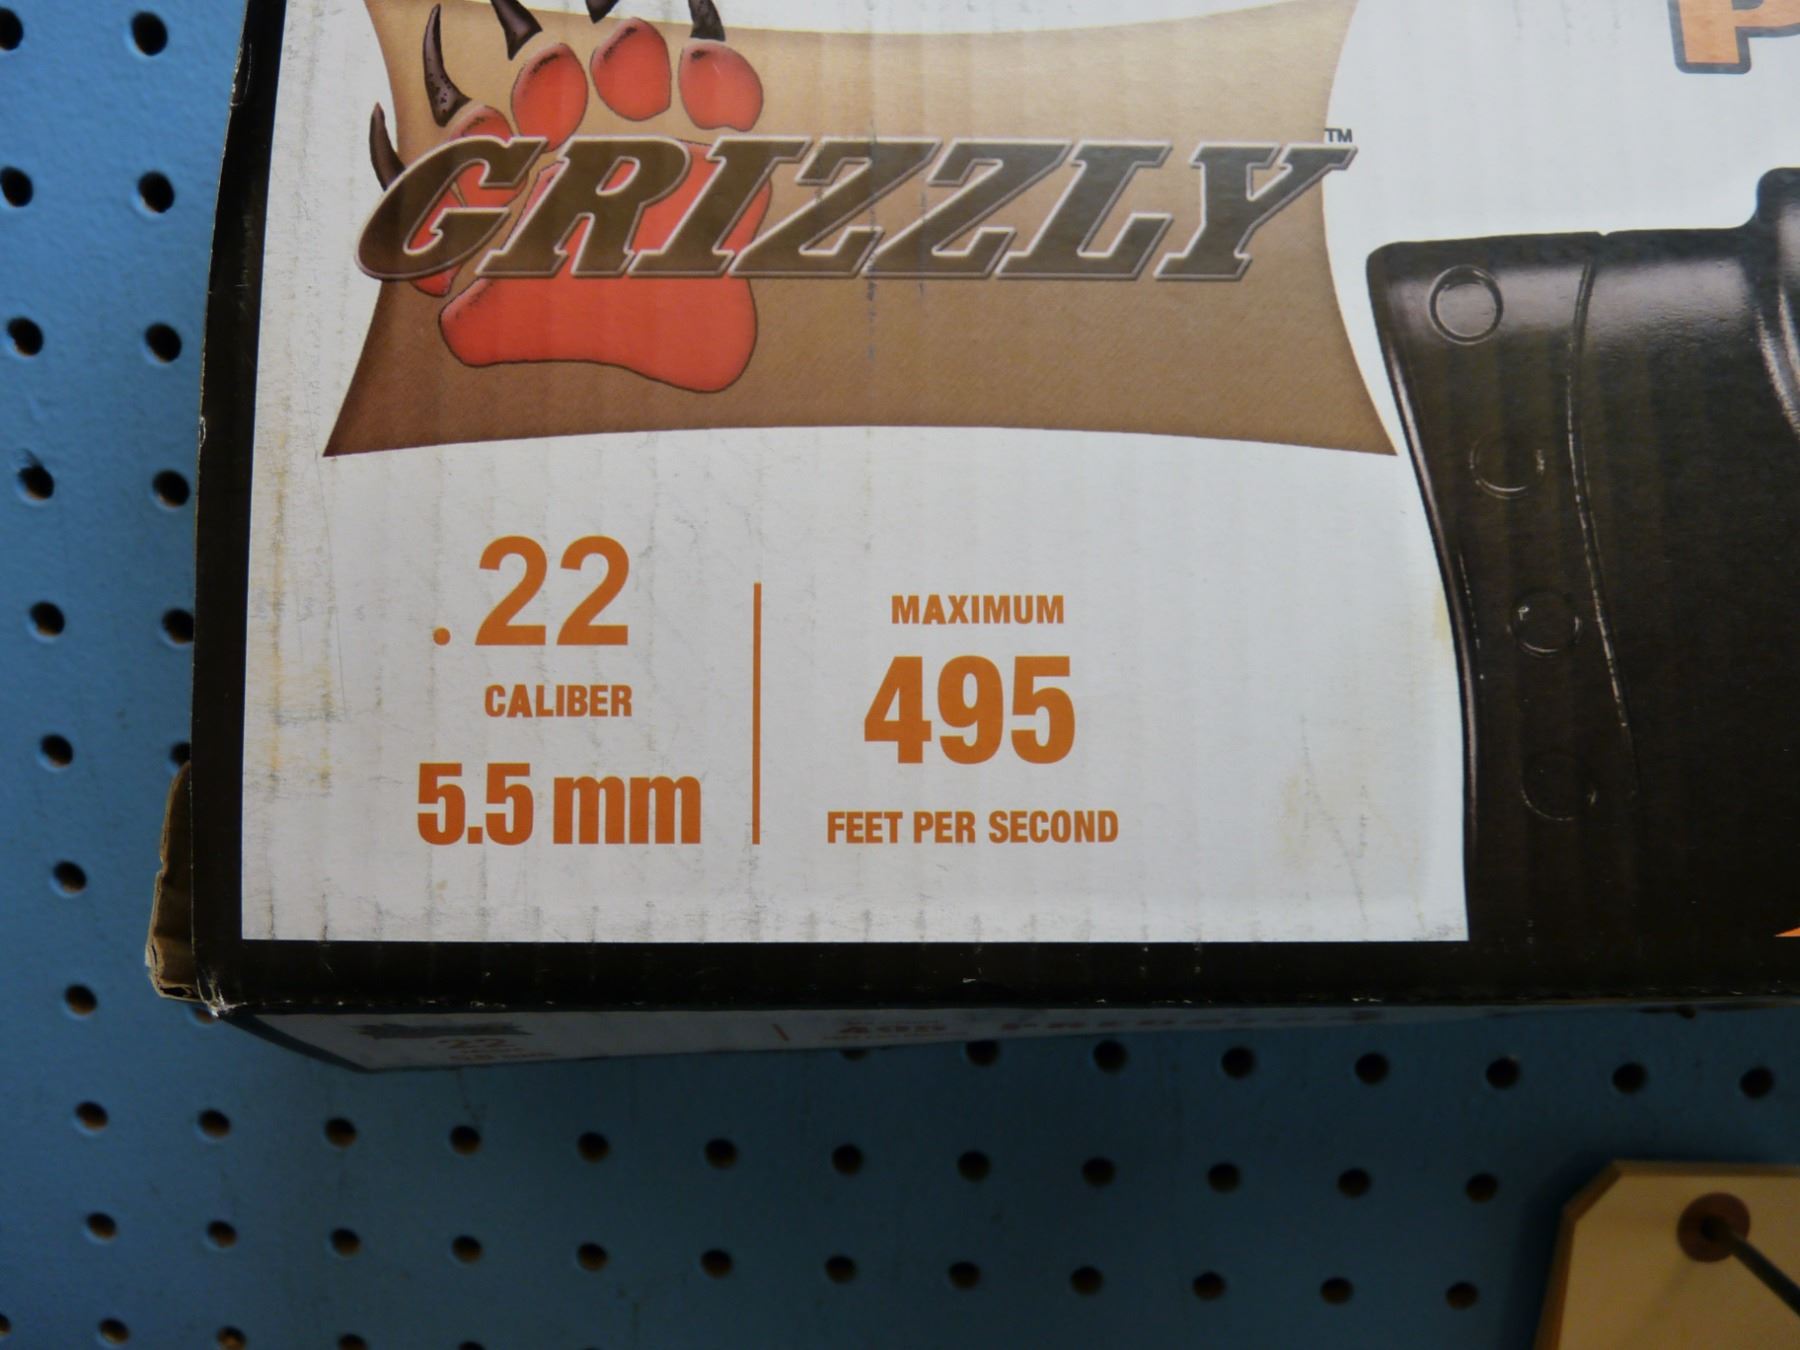 GRIZZLY™
.22
CALIBER
5.5 mm
MAXIMUM
495
FEET PER SECOND
P